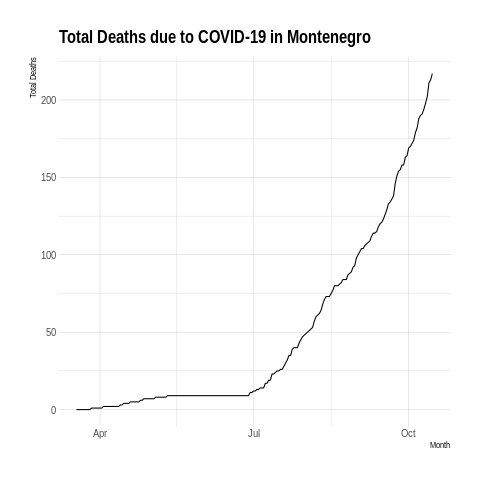 Total Deaths due to COVID-19 in Montenegro
Total Deaths
200
150
100
50
0
Apr
Jul
Oct
Month